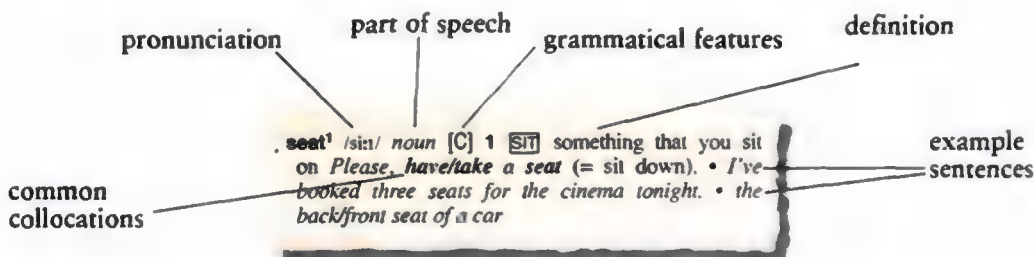 pronunciation
part of speech
grammatical features
definition
seat¹ /siːt/ noun [C] 1 SIT something that you sit
on Please, have/take a seat (= sit down). • I've
booked three seats for the cinema tonight. • the
back/front seat of a car
example
sentences
common
collocations